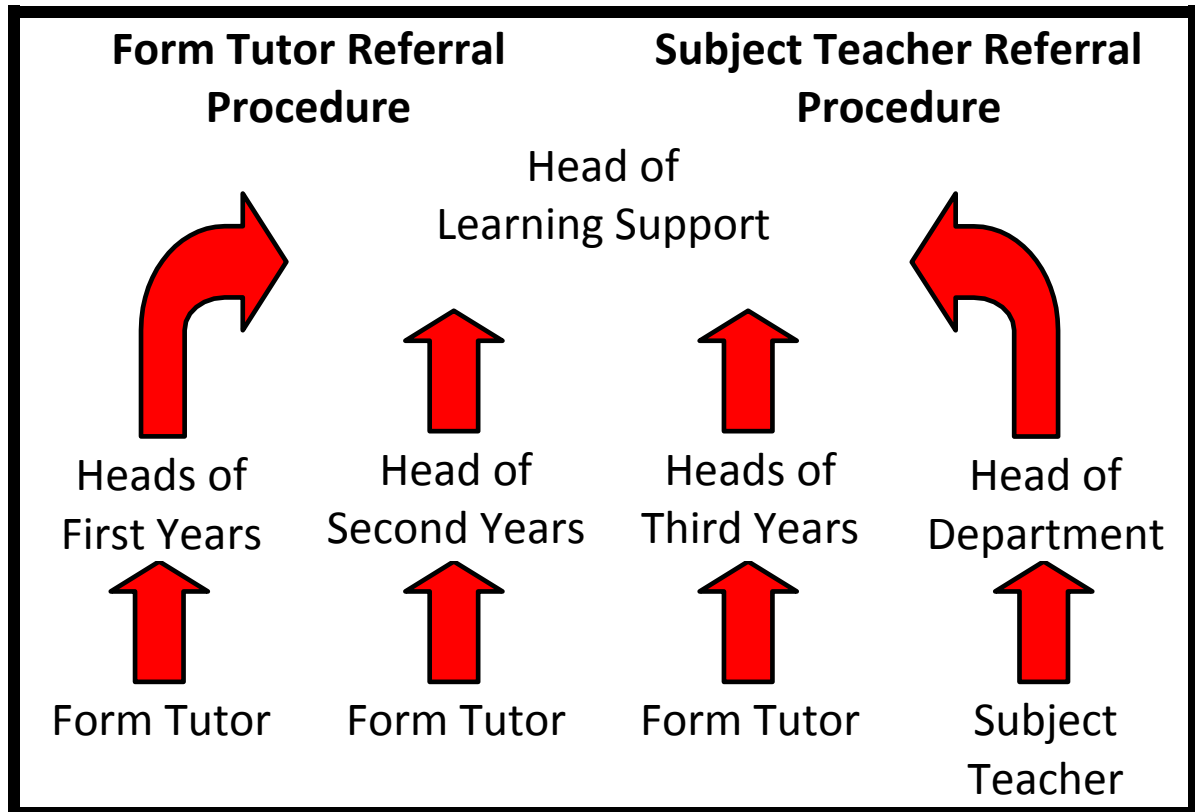 Form Tutor Referral
Procedure
Subject Teacher Referral
Procedure
Head of
Learning Support
Heads of
First Years
Head of
Second Years
Heads of
Third Years
Head of
Department
Form Tutor
Form Tutor
Form Tutor
Subject
Teacher